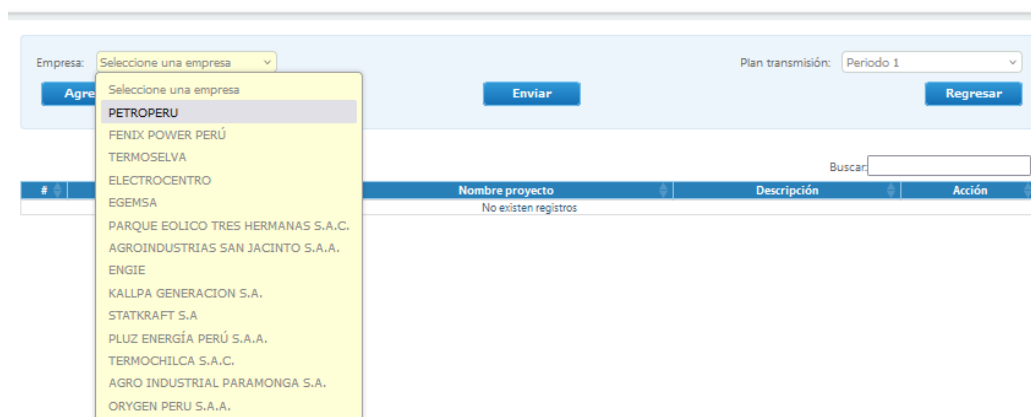 Empresa: Seleccione una empresa Plan transmisión: Periodo 1
Agre Enviar Regresar
Seleccione una empresa
PETROPERU
FENIX POWER PERÚ
TERMOSELVA
ELECTROCENTRO
EGEMSA
PARQUE EOLICO TRES HERMANAS S.A.C.
AGROINDUSTRIAS SAN JACINTO S.A.A.
ENGIE
KALLPA GENERACION S.A.
STATKRAFT S.A
PLUZ ENERGÍA PERÚ S.A.A.
TERMOCHILCA S.A.C.
AGRO INDUSTRIAL PARAMONGA S.A.
ORYGEN PERU S.A.A.
Buscar:
# Nombre proyecto Descripción Acción
No existen registros